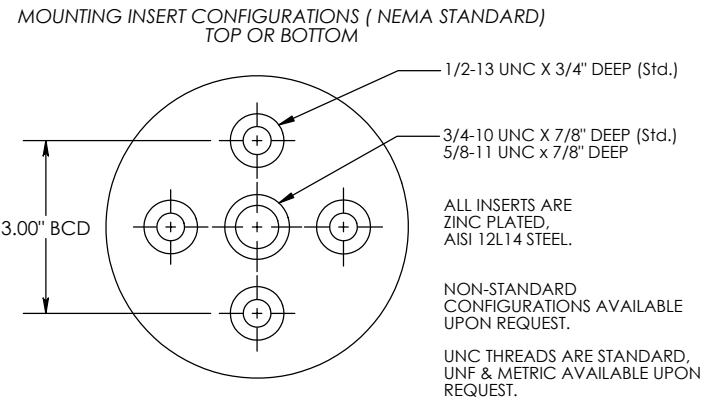 MOUNTING INSERT CONFIGURATIONS ( NEMA STANDARD)
TOP OR BOTTOM
1/2-13 UNC X 3/4" DEEP (Std.)
3/4-10 UNC X 7/8" DEEP (Std.)
5/8-11 UNC x 7/8" DEEP
3.00" BCD
ALL INSERTS ARE
ZINC PLATED,
AISI 12L14 STEEL.
NON-STANDARD
CONFIGURATIONS AVAILABLE
UPON REQUEST.
UNC THREADS ARE STANDARD,
UNF & METRIC AVAILABLE UPON
REQUEST.